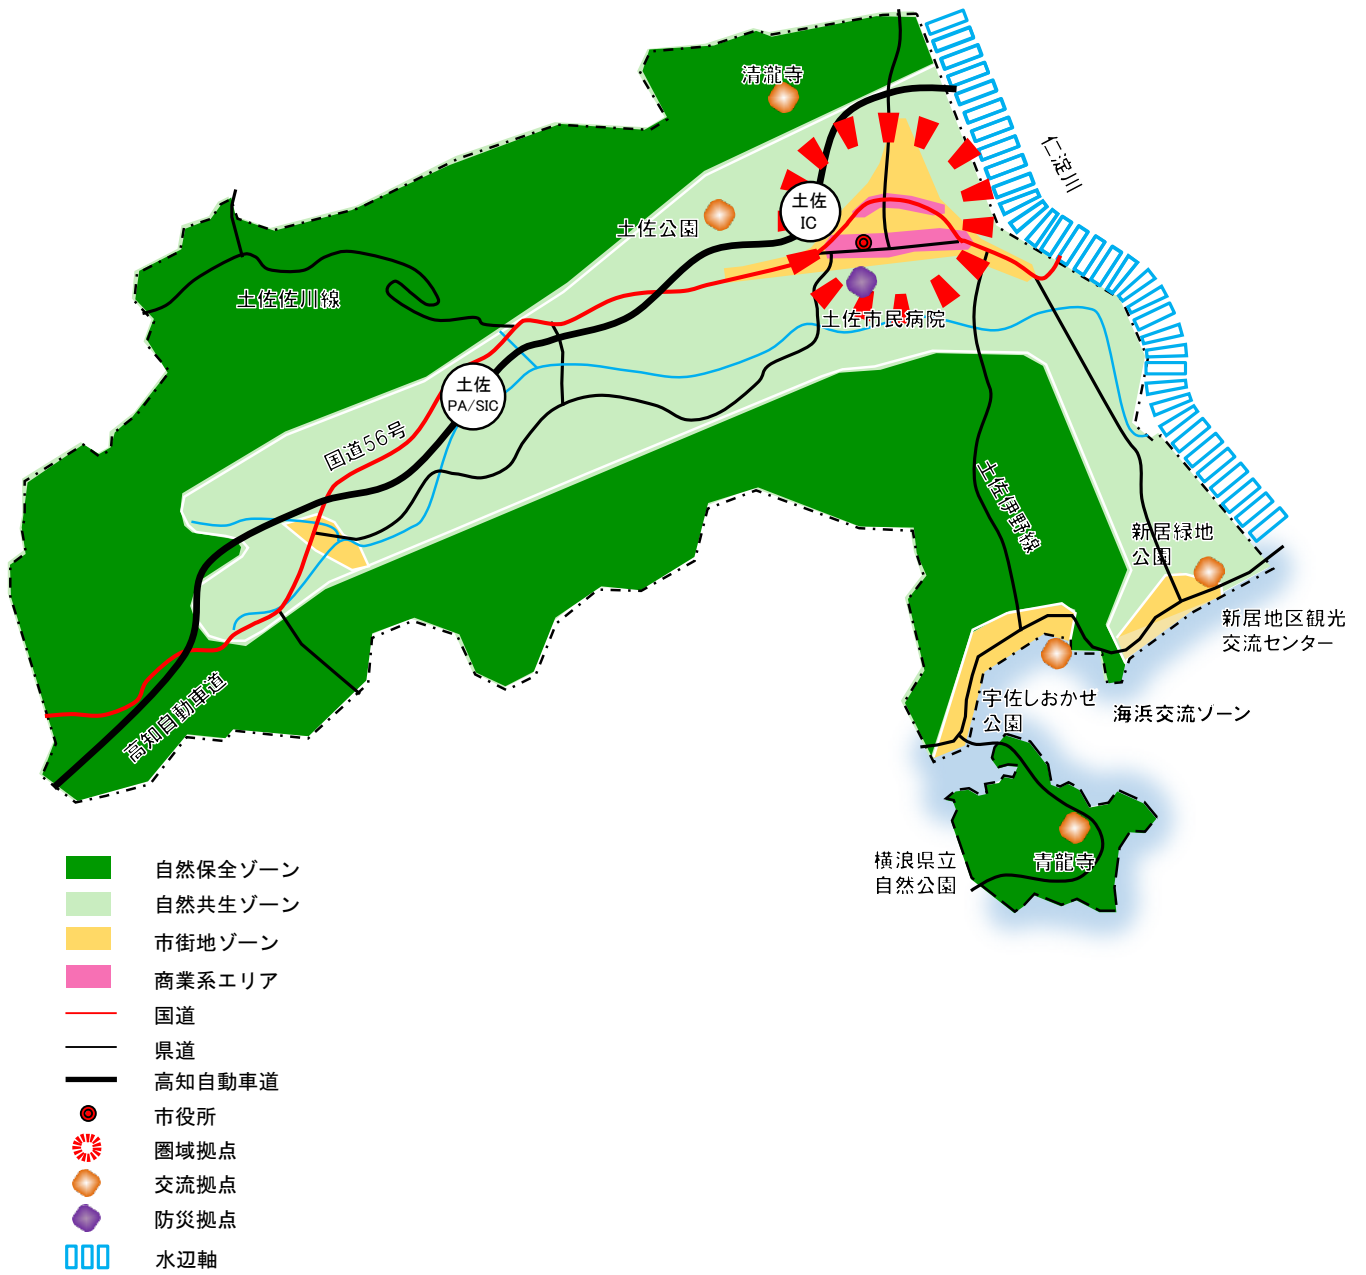 清瀧寺
仁淀川
土佐
IC
土佐公園
土佐佐川線
土佐市民病院
土佐
PA/SIC
国道56号
土佐伊野線
新居緑地
公園
新居地区観光
交流センター
高知自動車道
宇佐しおかぜ
公園
海浜交流ゾーン
横浪県立
自然公園
青龍寺
自然保全ゾーン
自然共生ゾーン
市街地ゾーン
商業系エリア
国道
県道
高知自動車道
市役所
圏域拠点
交流拠点
防災拠点
水辺軸